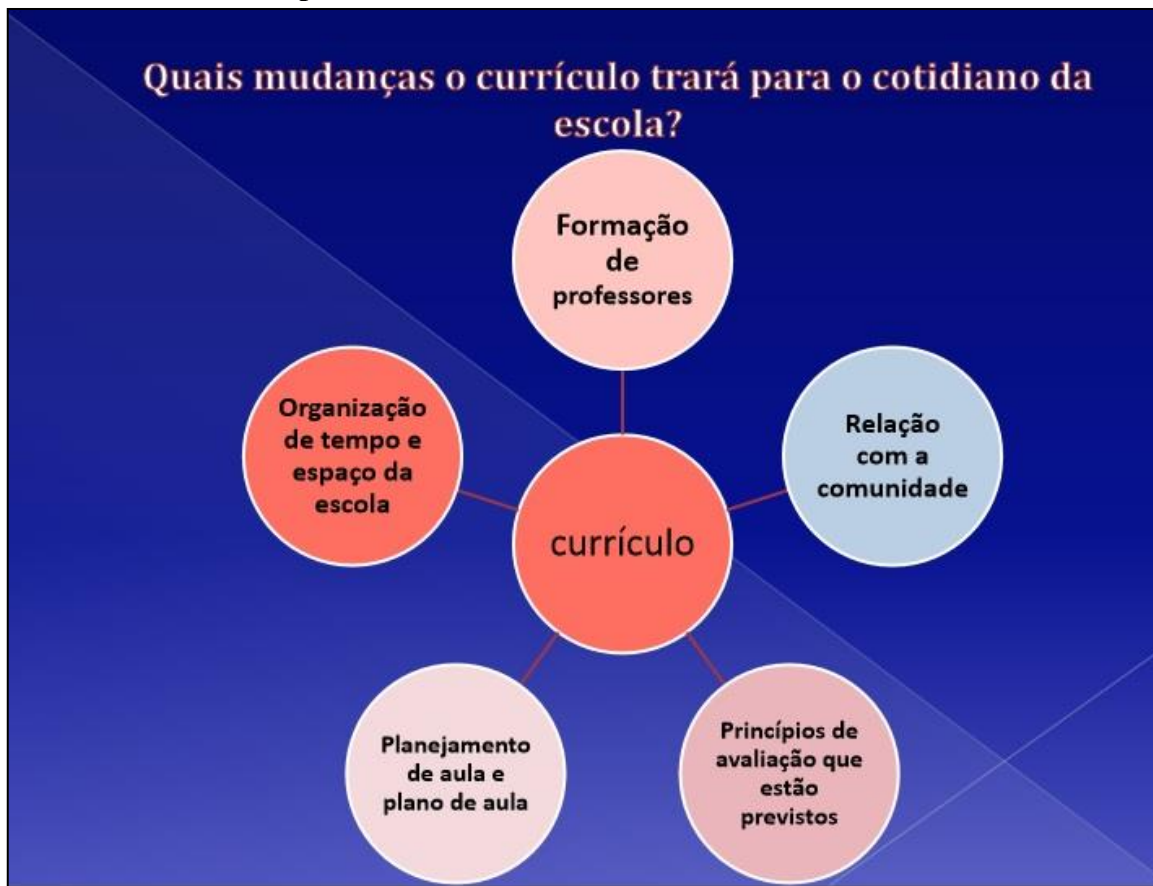 Quais mudanças o currículo trará para o cotidiano da
escola?
Formação
de
professores
Organização
de tempo e
espaço da
escola
Relação
com a
comunidade
currículo
Planejamento
de aula e
plano de aula
Princípios de
avaliação que
estão
previstos